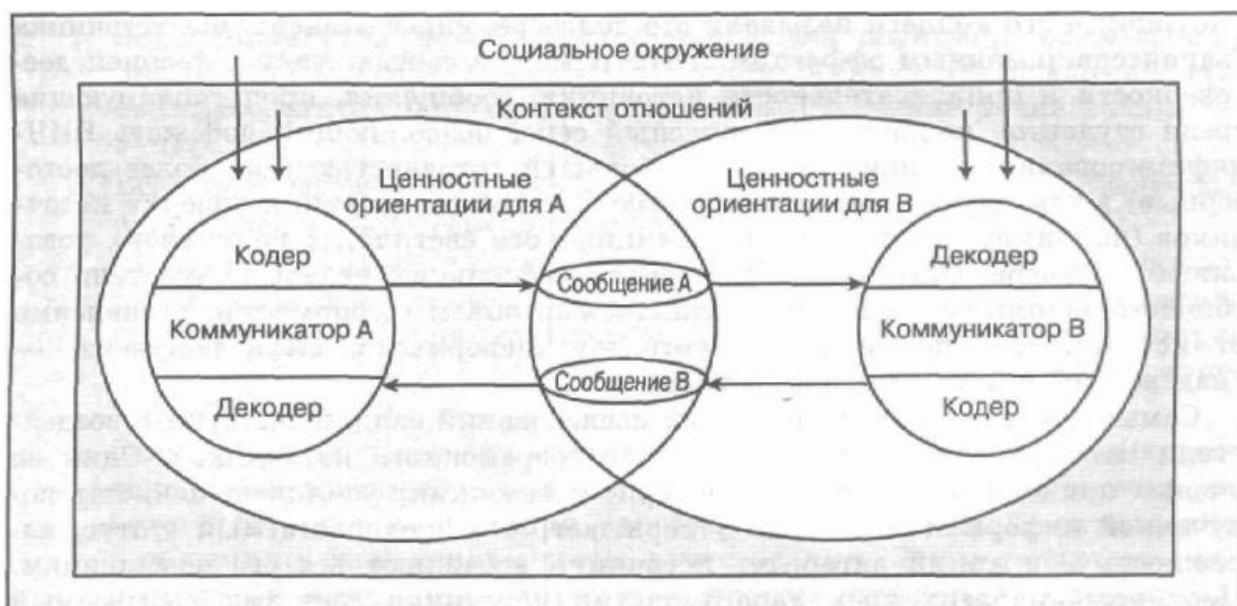 Социальное окружение
Контекст отношений
Ценностные
ориентации для А
Ценностные
ориентации для В
Кодер
Декодер
Сообщение А
Коммуникатор А
Коммуникатор В
Сообщение В
Декодер
Кодер